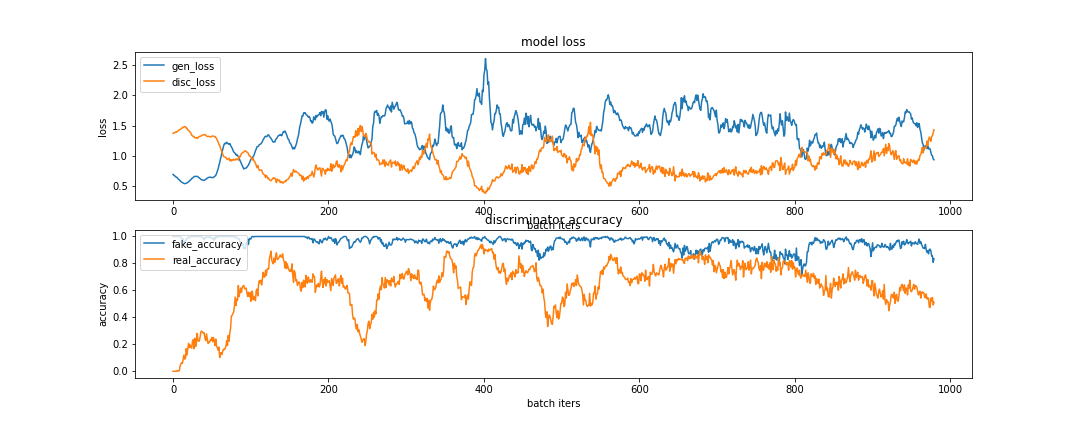 model loss
gen_loss
disc_loss
loss
2.5
2.0
1.5
1.0
0.5
0 200 400 600 800 1000
batch iters
discriminator accuracy
fake_accuracy
real_accuracy
accuracy
1.0
0.8
0.6
0.4
0.2
0.0
0 200 400 600 800 1000
batch iters